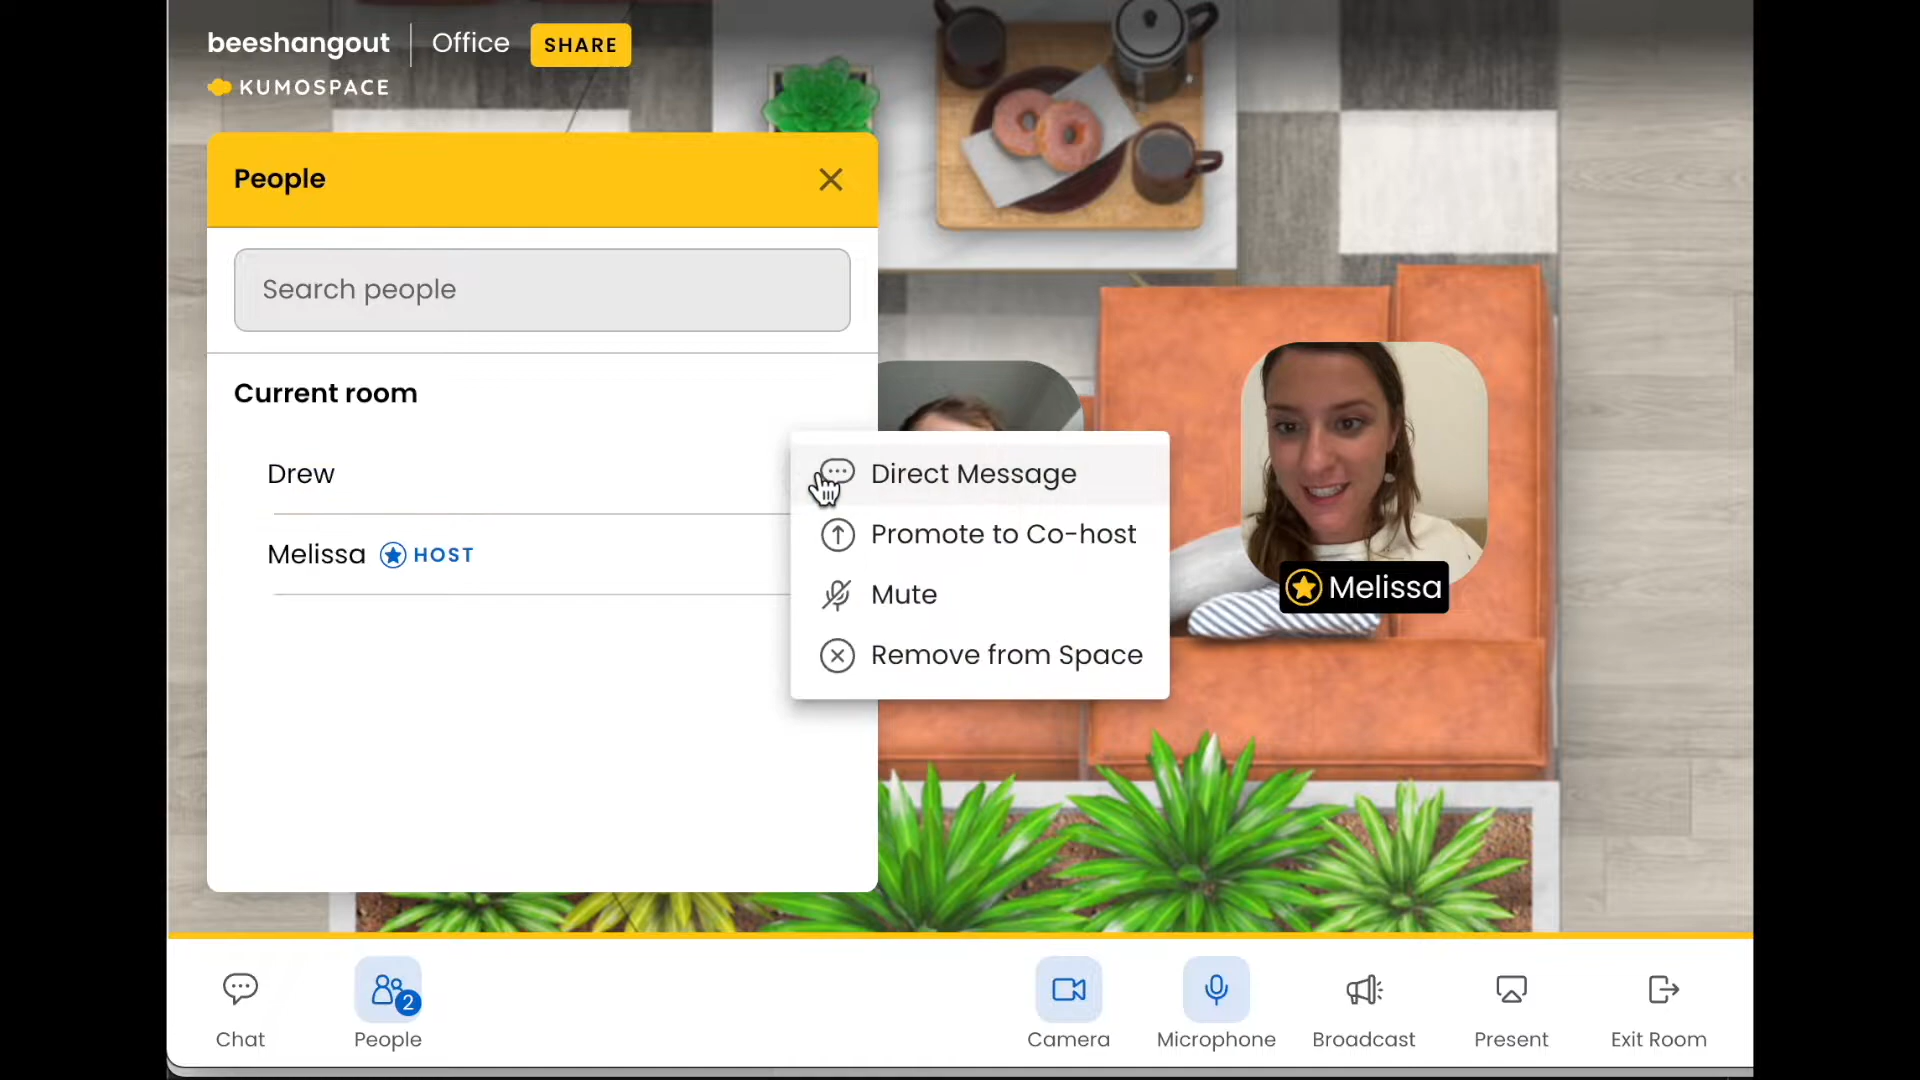 beeshangout
Office
SHARE
KUMOSPACE
People
Search people
Current room
Drew
Melissa HOST
Direct Message
Promote to Co-host
Mute
Remove from Space
Melissa
2
Chat
People
Camera
Microphone
Broadcast
Present
Exit Room